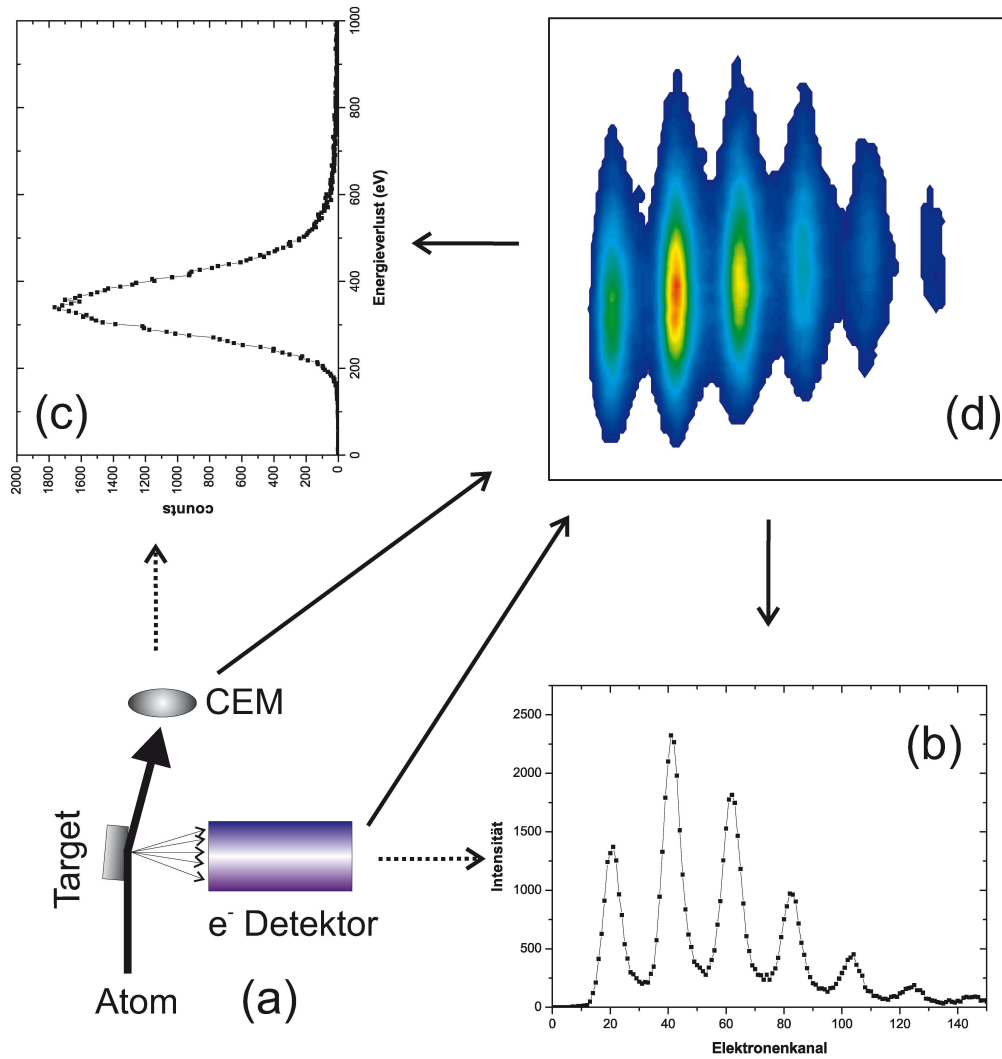 1000
800
600
400
200
0
Energieverlust (eV)
2000
1800
1600
1400
1200
1000
800
600
400
200
0
counts
(c)
(d)
CEM
Target
e⁻ Detektor
Atom
(a)
(b)
2500
2000
1500
1000
500
0
Intensität
0
20
40
60
80
100
120
140
Elektronenkanal